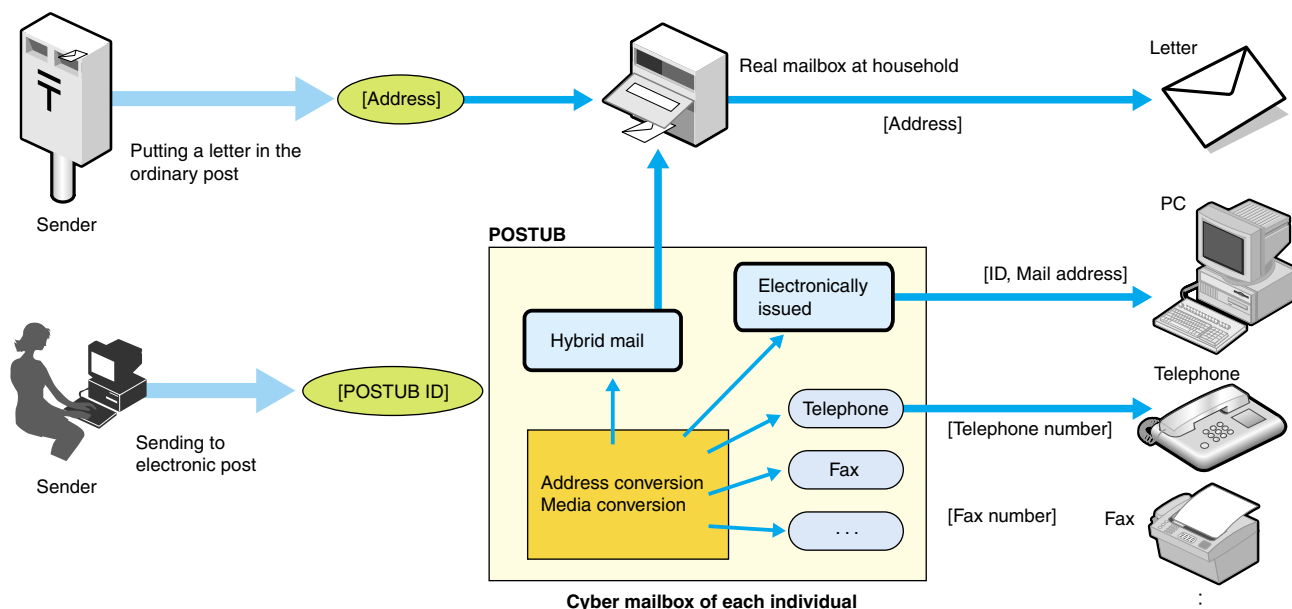 Letter
Real mailbox at household
[Address]
[Address]
Putting a letter in the
ordinary post
Sender
PC
POSTUB
[ID, Mail address]
Electronically
issued
Hybrid mail
Telephone
[POSTUB ID]
Telephone
[Telephone number]
Sending to
electronic post
Sender
Address conversion
Media conversion
Fax
[Fax number]
Fax
. . .
Cyber mailbox of each individual